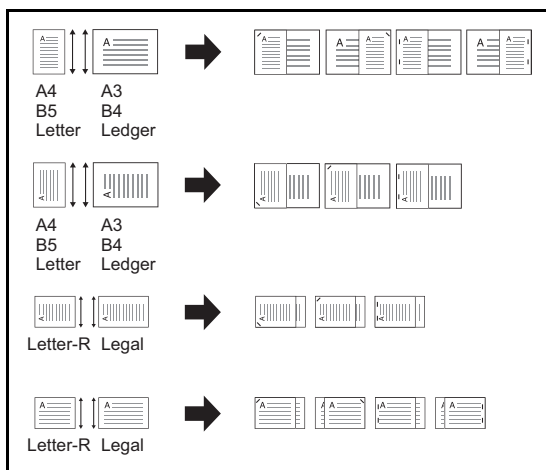 A A A A A A
A4 A3
B5 B4
Letter Ledger
A A A A A
A4 A3
B5 B4
Letter Ledger
A A A A A
Letter-R Legal
A A A A A A A A
Letter-R Legal